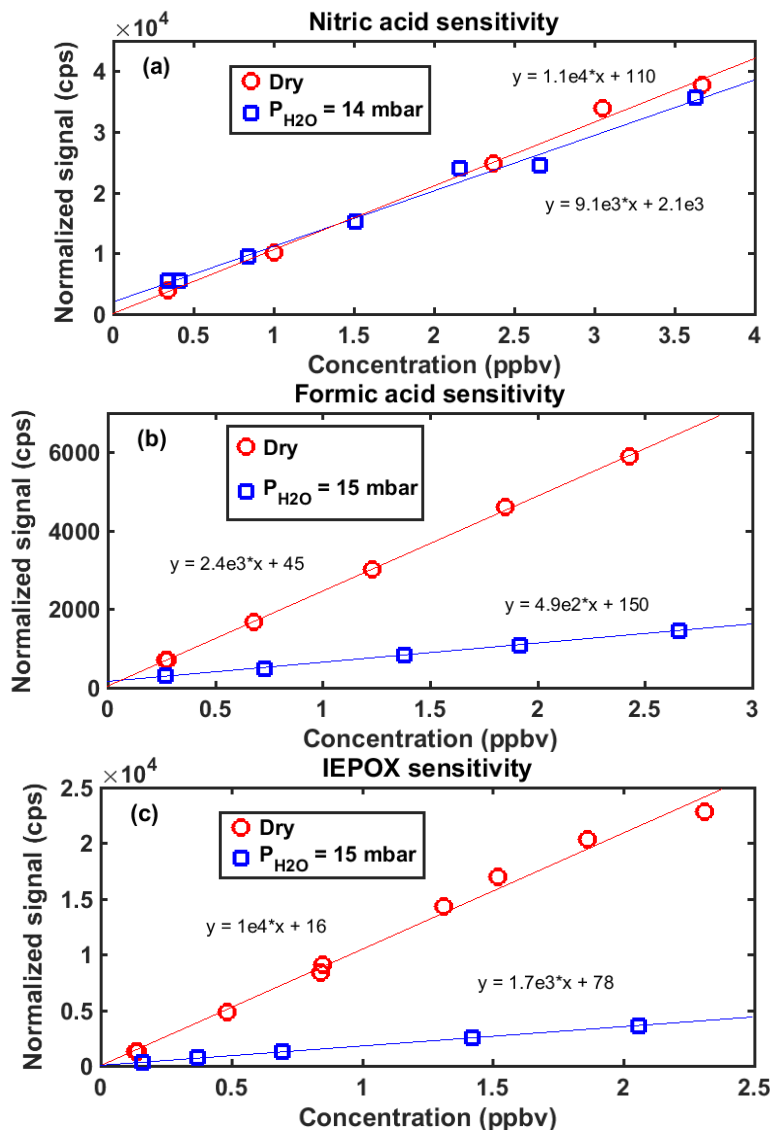 Nitric acid sensitivity
×10⁴
(a)
Dry
P_H2O = 14 mbar
y = 1.1e4*x + 110
y = 9.1e3*x + 2.1e3
4
3
2
1
0
0 0.5 1 1.5 2 2.5 3 3.5 4
Normalized signal (cps)
Concentration (ppbv)
Formic acid sensitivity
(b)
Dry
P_H2O = 15 mbar
y = 2.4e3*x + 45
y = 4.9e2*x + 150
6000
4000
2000
0
0 0.5 1 1.5 2 2.5 3
Normalized signal (cps)
Concentration (ppbv)
IEPOX sensitivity
×10⁴
(c)
Dry
P_H2O = 15 mbar
y = 1e4*x + 16
y = 1.7e3*x + 78
2.5
2
1.5
1
0.5
0
0 0.5 1 1.5 2 2.5
Normalized signal (cps)
Concentration (ppbv)